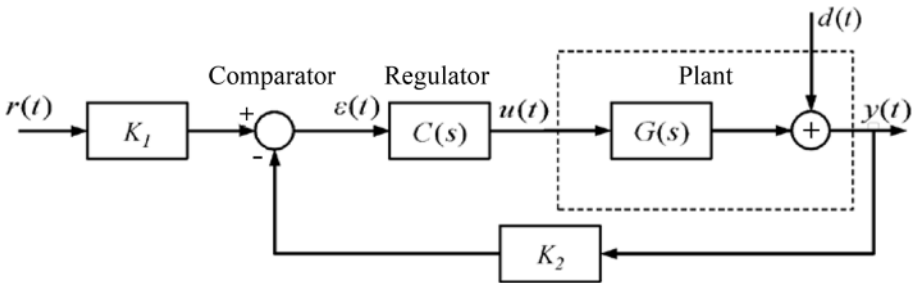 d(t)
Comparator Regulator Plant
r(t) + ε(t) u(t) y(t)
K₁ C(s) G(s) +
-
K₂